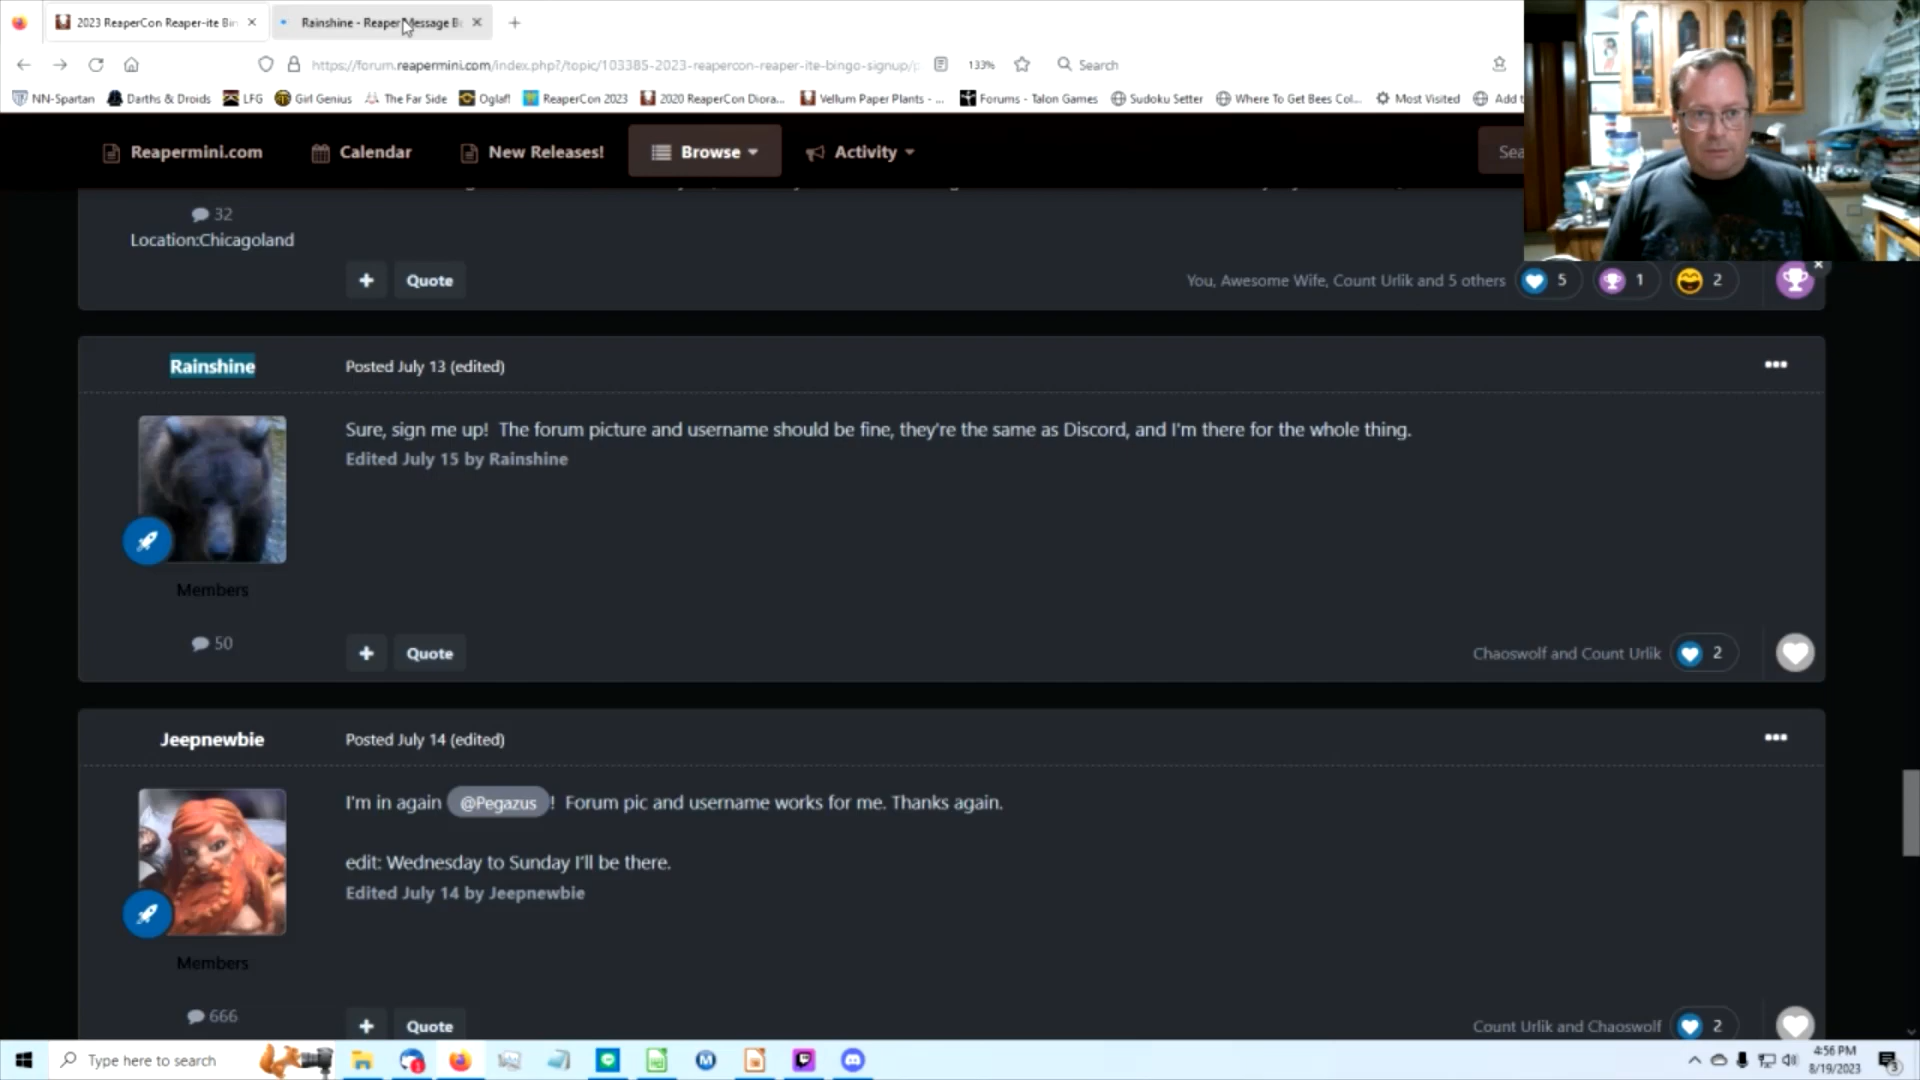 2023 ReaperCon Reaper-ite Bin
Rainshine - Reaper Message B
https://forum.reapermini.com/index.php?/topic/103385-2023-reapercon-reaper-ite-bingo-signup/p
133%
Search
NN-Spartan
Darths & Droids
LFG
Girl Genius
The Far Side
Oglaf!
ReaperCon 2023
2020 ReaperCon Diora...
Vellum Paper Plants - ...
Forums - Talon Games
Sudoku Setter
Where To Get Bees Col...
Most Visited
Add t
Reapermini.com
Calendar
New Releases!
Browse
Activity
Sea
32
Location:Chicagoland
Quote
You, Awesome Wife, Count Urlik and 5 others
5
1
2
Rainshine
Posted July 13 (edited)
Sure, sign me up! The forum picture and username should be fine, they're the same as Discord, and I'm there for the whole thing.
Edited July 15 by Rainshine
Members
50
Quote
Chaoswolf and Count Urlik
2
Jeepnewbie
Posted July 14 (edited)
I'm in again @Pegazus ! Forum pic and username works for me. Thanks again.
edit: Wednesday to Sunday I'll be there.
Edited July 14 by Jeepnewbie
Members
666
Quote
Count Urlik and Chaoswolf
2
Type here to search
4:56 PM
8/19/2023
3